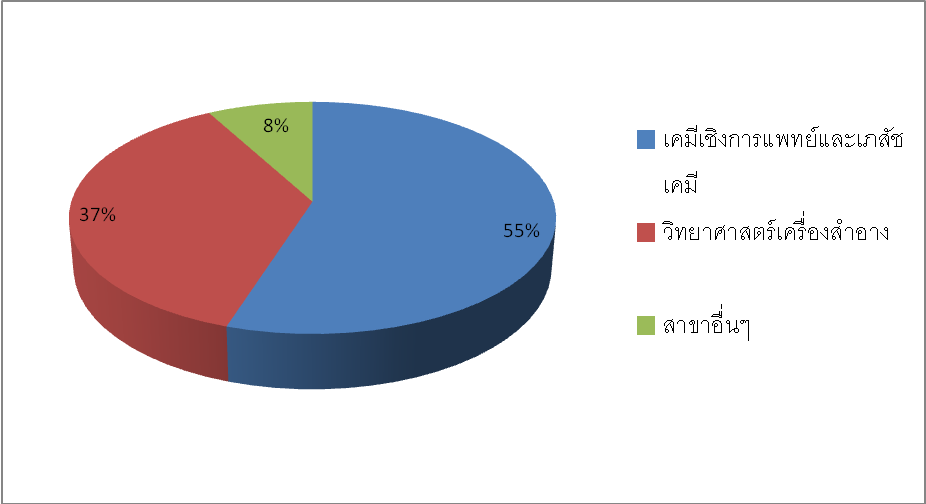 8%
37%
55%
เคมีเชิงการแพทย์และเภสัช
เคมี
วิทยาศาสตร์เครื่องสำอาง
สาขาอื่นๆ